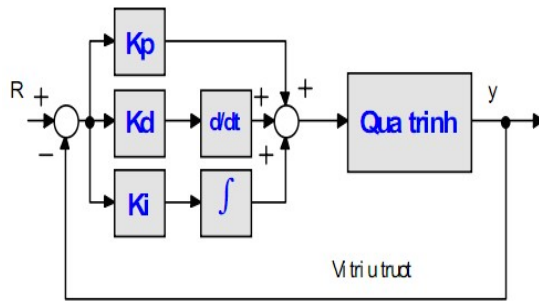 Kp
R + + y
Kd + d/dt Qua trinh
− +
Ki ∫
Vi tri u truot